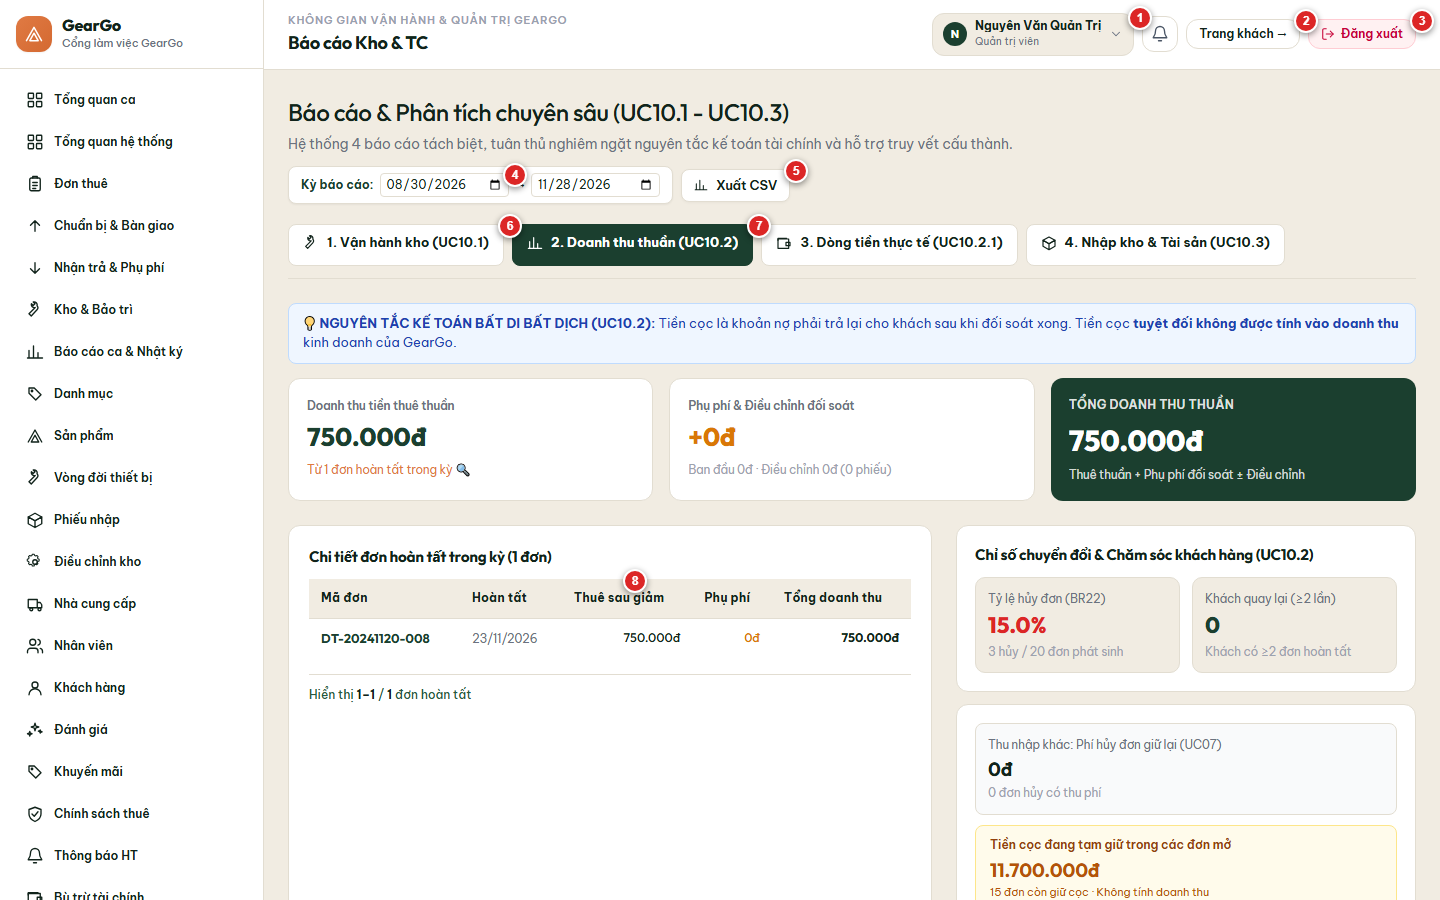 GearGo
Cổng làm việc GearGo
KHÔNG GIAN VẬN HÀNH & QUẢN TRỊ GEARGO
Báo cáo Kho & TC
N
Nguyễn Văn Quản Trị
Quản trị viên
1
Trang khách →
2
Đăng xuất
3
Tổng quan ca
Tổng quan hệ thống
Đơn thuê
Chuẩn bị & Bàn giao
Nhận trả & Phụ phí
Kho & Bảo trì
Báo cáo ca & Nhật ký
Danh mục
Sản phẩm
Vòng đời thiết bị
Phiếu nhập
Điều chỉnh kho
Nhà cung cấp
Nhân viên
Khách hàng
Đánh giá
Khuyến mãi
Chính sách thuê
Thông báo HT
Bù trừ tài chính
Báo cáo & Phân tích chuyên sâu (UC10.1 - UC10.3)
Hệ thống 4 báo cáo tách biệt, tuân thủ nghiêm ngặt nguyên tắc kế toán tài chính và hỗ trợ truy vết cấu thành.
Kỳ báo cáo:
08/30/2026
4
11/28/2026
Xuất CSV
5
1. Vận hành kho (UC10.1)
6
2. Doanh thu thuần (UC10.2)
7
3. Dòng tiền thực tế (UC10.2.1)
4. Nhập kho & Tài sản (UC10.3)
NGUYÊN TẮC KẾ TOÁN BẤT DI BẤT DỊCH (UC10.2): Tiền cọc là khoản nợ phải trả lại cho khách sau khi đối soát xong. Tiền cọc tuyệt đối không được tính vào doanh thu
kinh doanh của GearGo.
Doanh thu tiền thuê thuần
750.000đ
Từ 1 đơn hoàn tất trong kỳ
Phụ phí & Điều chỉnh đối soát
+0đ
Ban đầu 0đ · Điều chỉnh 0đ (0 phiếu)
TỔNG DOANH THU THUẦN
750.000đ
Thuê thuần + Phụ phí đối soát ± Điều chỉnh
Chi tiết đơn hoàn tất trong kỳ (1 đơn)
8
Mã đơn
Hoàn tất
Thuê sau giảm
Phụ phí
Tổng doanh thu
DT-20241120-008
23/11/2026
750.000đ
0đ
750.000đ
Hiển thị 1–1 / 1 đơn hoàn tất
Chỉ số chuyển đổi & Chăm sóc khách hàng (UC10.2)
Tỷ lệ hủy đơn (BR22)
15.0%
3 hủy / 20 đơn phát sinh
Khách quay lại (≥2 lần)
0
Khách có ≥2 đơn hoàn tất
Thu nhập khác: Phí hủy đơn giữ lại (UC07)
0đ
0 đơn hủy có thu phí
Tiền cọc đang tạm giữ trong các đơn mở
11.700.000đ
15 đơn còn giữ cọc · Không tính doanh thu